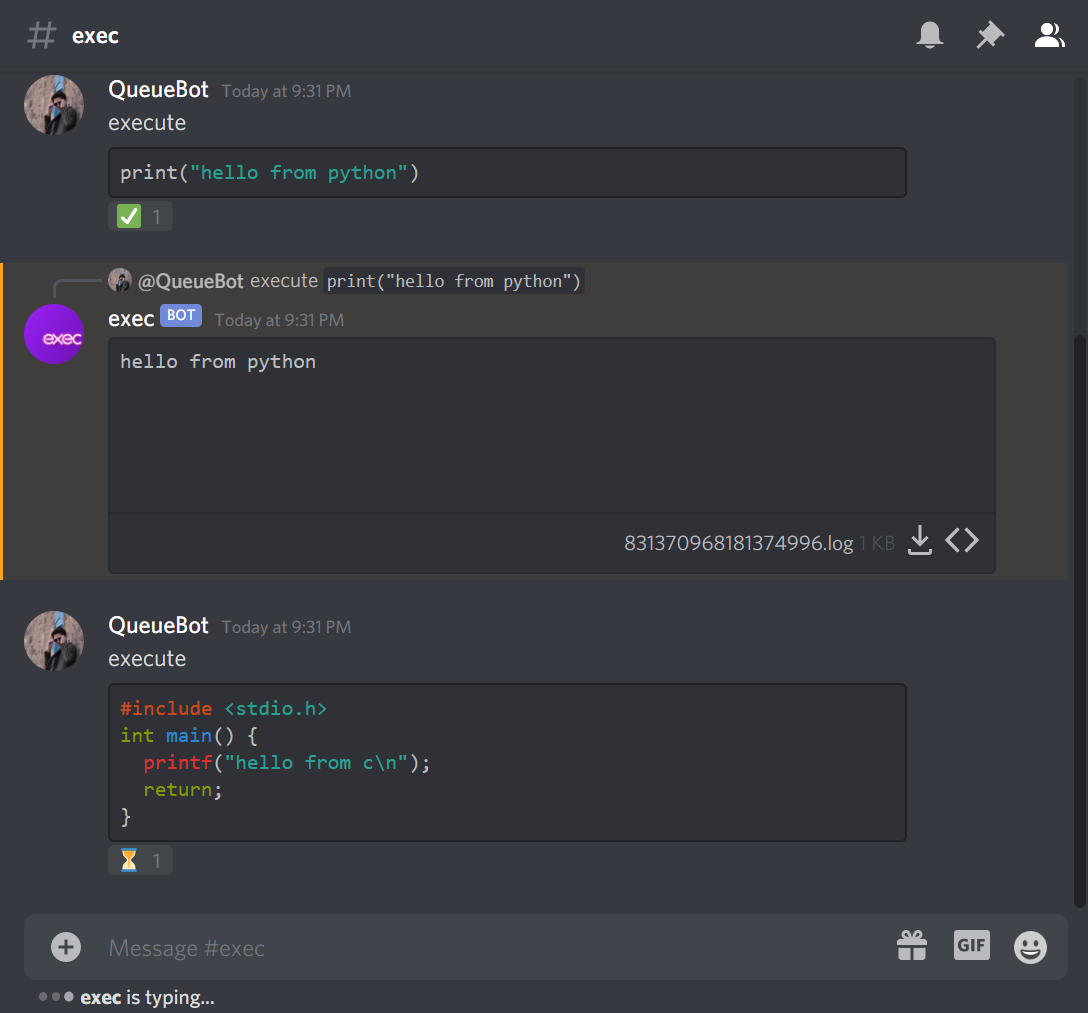 # exec
QueueBot Today at 9:31 PM
execute
print("hello from python")
1
@QueueBot execute print("hello from python")
exec BOT Today at 9:31 PM
exec
hello from python
831370968181374996.log 1 KB
QueueBot Today at 9:31 PM
execute
#include <stdio.h>
int main() {
  printf("hello from c\n");
  return;
}
1
Message #exec
GIF
exec is typing...